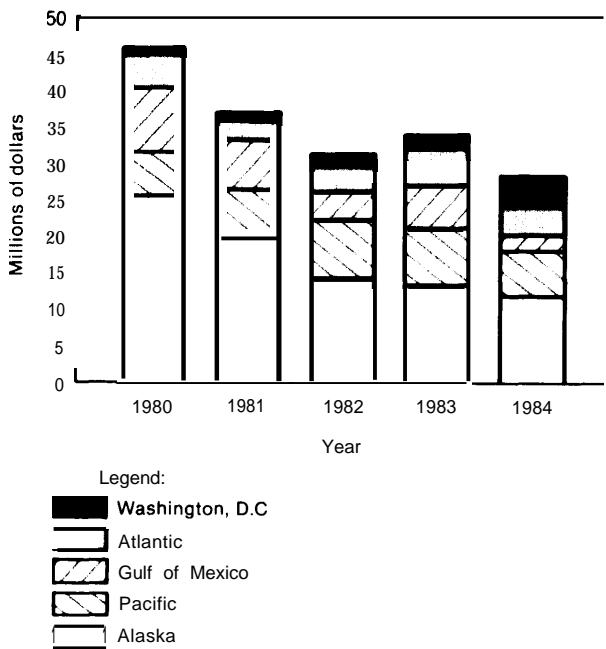 Millions of dollars
50
45
40
35
30
25
20
15
10
5
0
1980 1981 1982 1983 1984
Year
Legend:
Washington, D.C
Atlantic
Gulf of Mexico
Pacific
Alaska